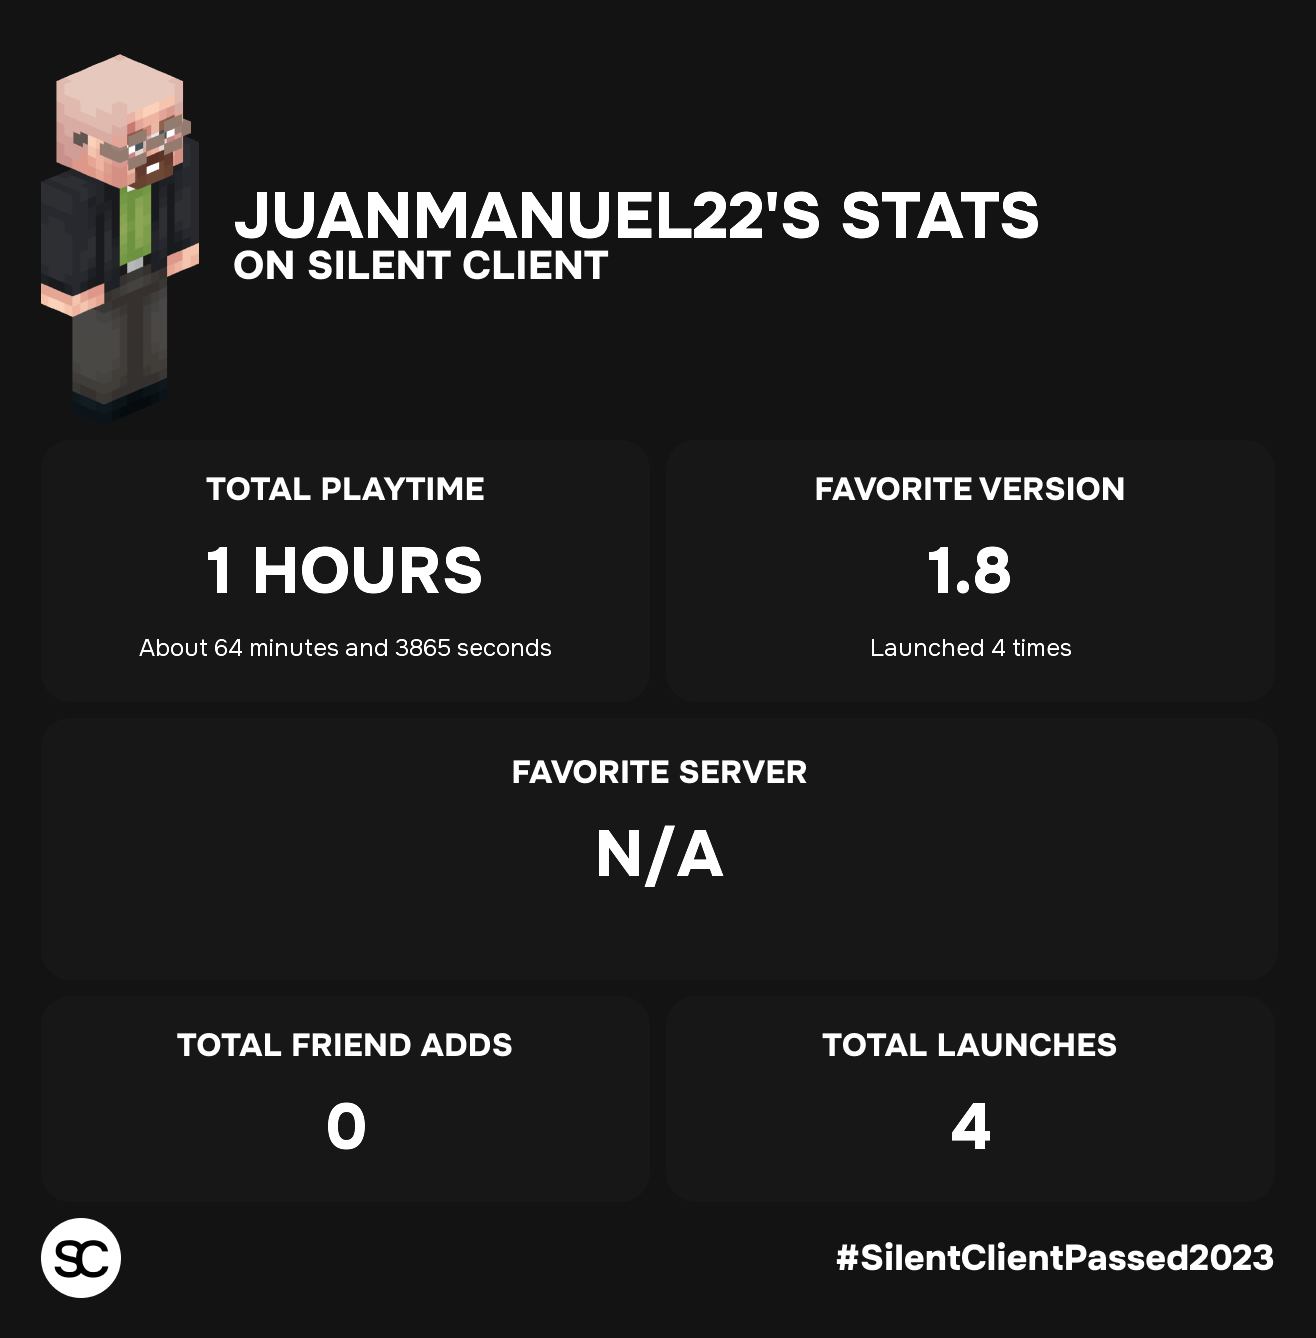 JUANMANUEL22'S STATS
ON SILENT CLIENT
TOTAL PLAYTIME
1 HOURS
About 64 minutes and 3865 seconds
FAVORITE VERSION
1.8
Launched 4 times
FAVORITE SERVER
N/A
TOTAL FRIEND ADDS
0
TOTAL LAUNCHES
4
SC
#SilentClientPassed2023